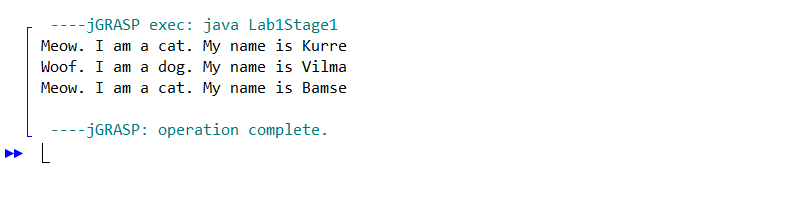 ----jGRASP exec: java Lab1Stage1
Meow. I am a cat. My name is Kurre
Woof. I am a dog. My name is Vilma
Meow. I am a cat. My name is Bamse
----jGRASP: operation complete.